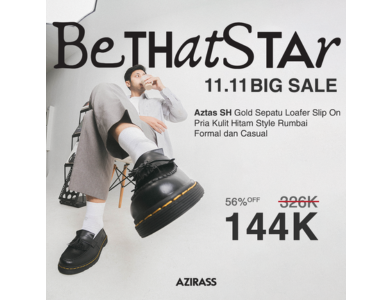 BeTHatSTAr
11.11 BIG SALE
Aztas SH Gold Sepatu Loafer Slip On
Pria Kulit Hitam Style Rumbai
Formal dan Casual
56%OFF 326K
144K
AZIRASS